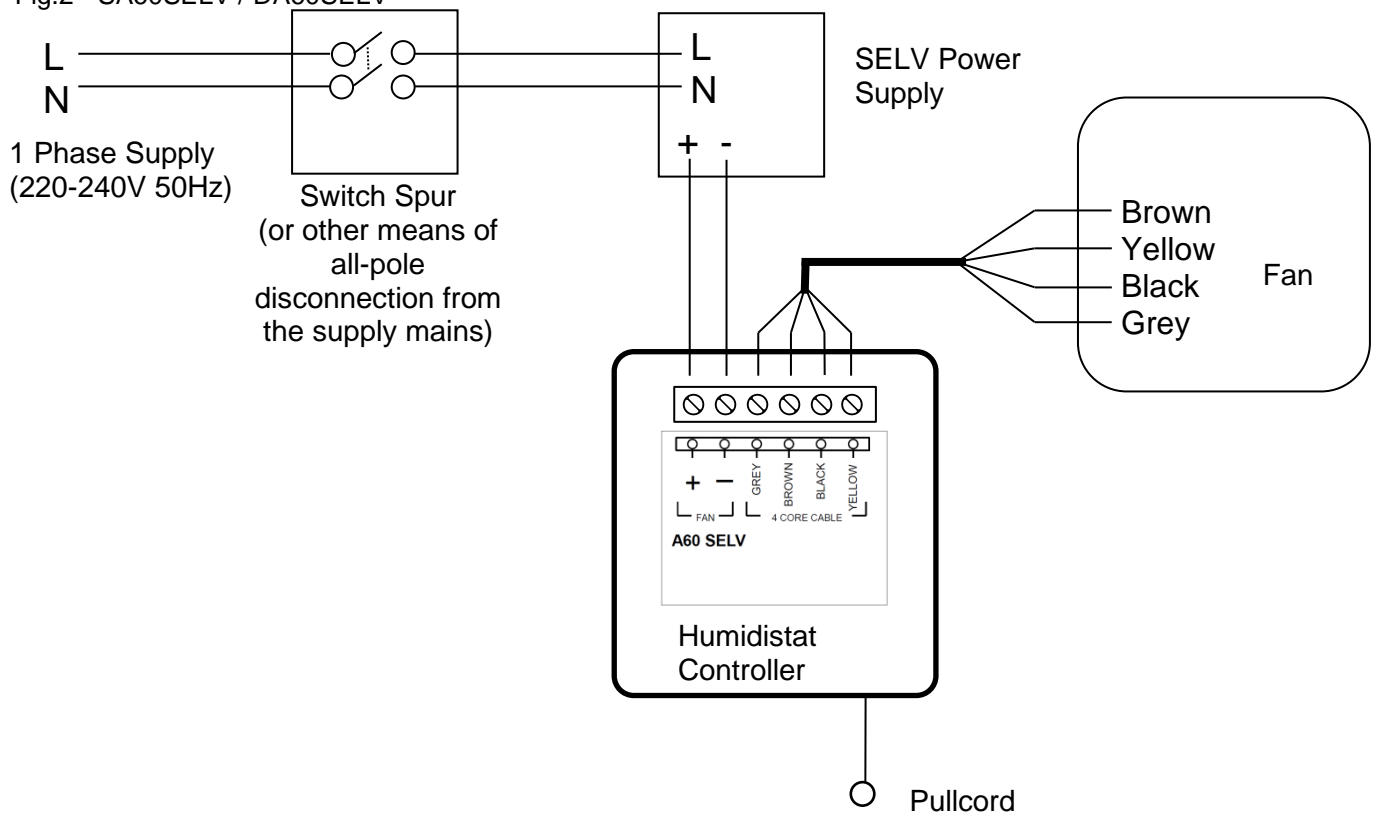 L
N
1 Phase Supply
(220-240V 50Hz)
Switch Spur
(or other means of
all-pole
disconnection from
the supply mains)
L
N
+ -
SELV Power
Supply
Brown
Yellow
Black
Grey
Fan
+ − GREY BROWN BLACK YELLOW
FAN 4 CORE CABLE
A60 SELV
Humidistat
Controller
Pullcord